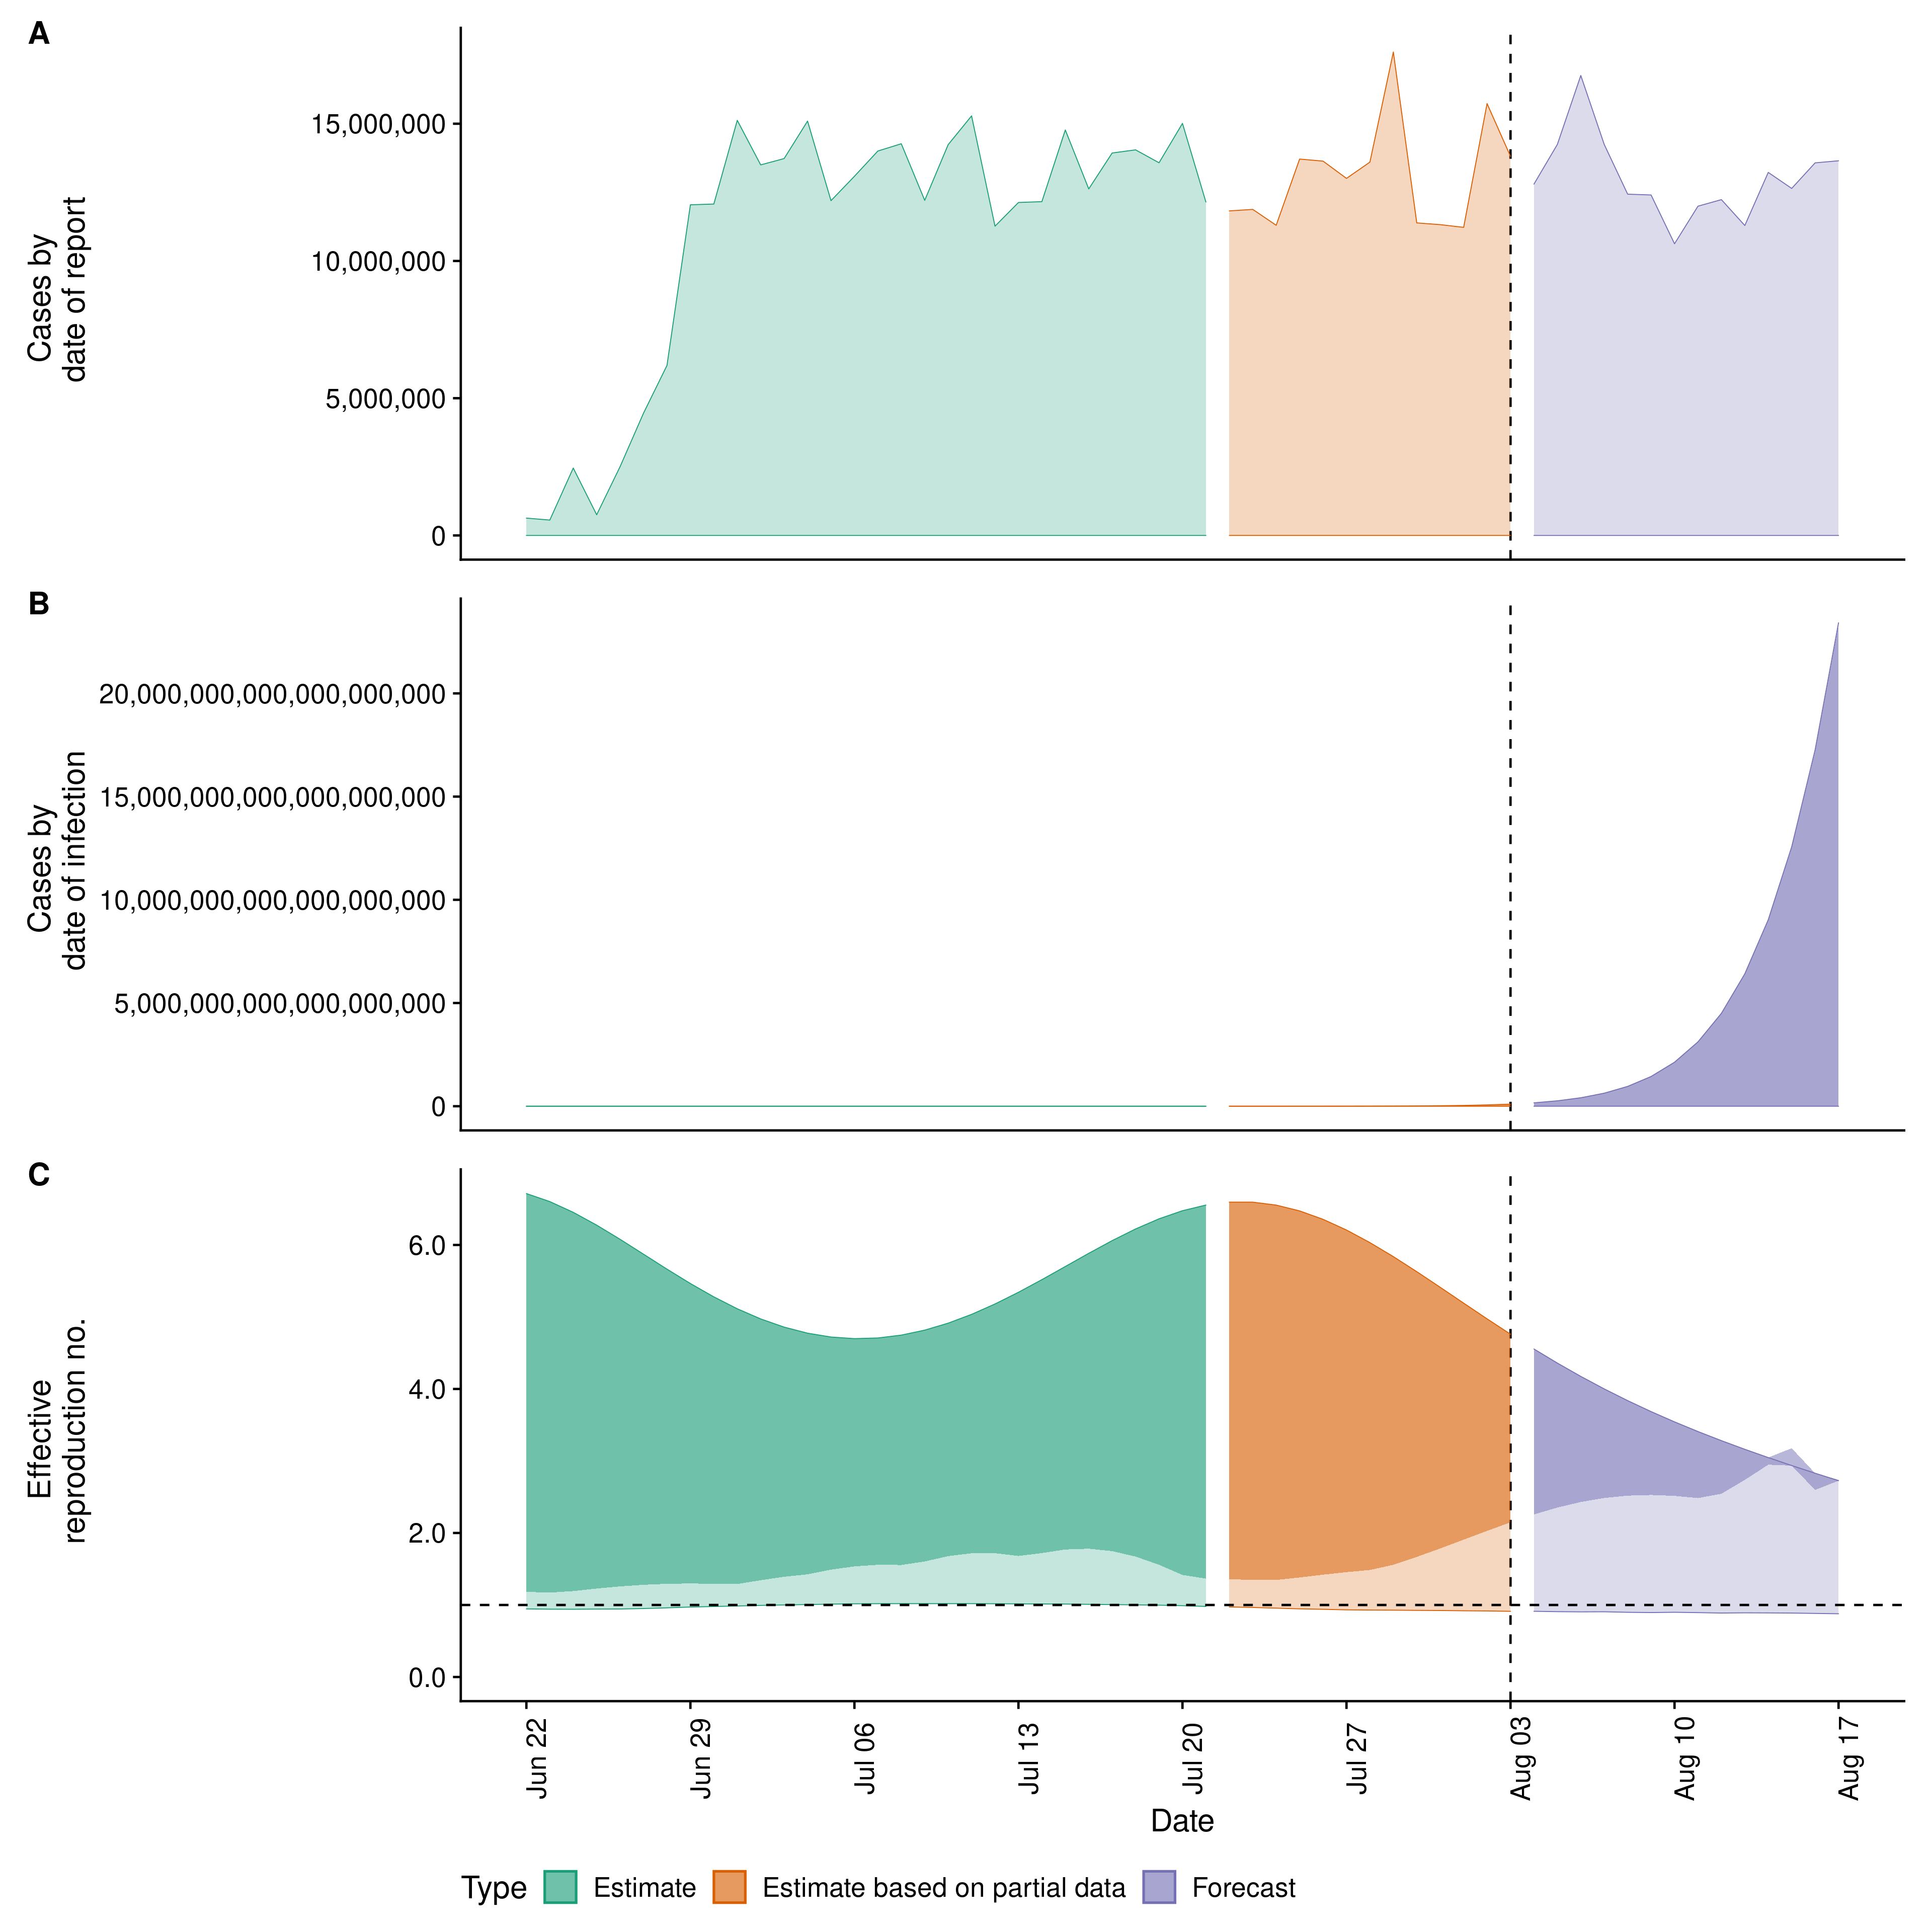 A
Cases by
date of report
15,000,000
10,000,000
5,000,000
0
B
Cases by
date of infection
20,000,000,000,000,000,000
15,000,000,000,000,000,000
10,000,000,000,000,000,000
5,000,000,000,000,000,000
0
C
Effective
reproduction no.
6.0
4.0
2.0
0.0
Jun 22
Jun 29
Jul 06
Jul 13
Jul 20
Jul 27
Aug 03
Aug 10
Aug 17
Date
Type Estimate Estimate based on partial data Forecast